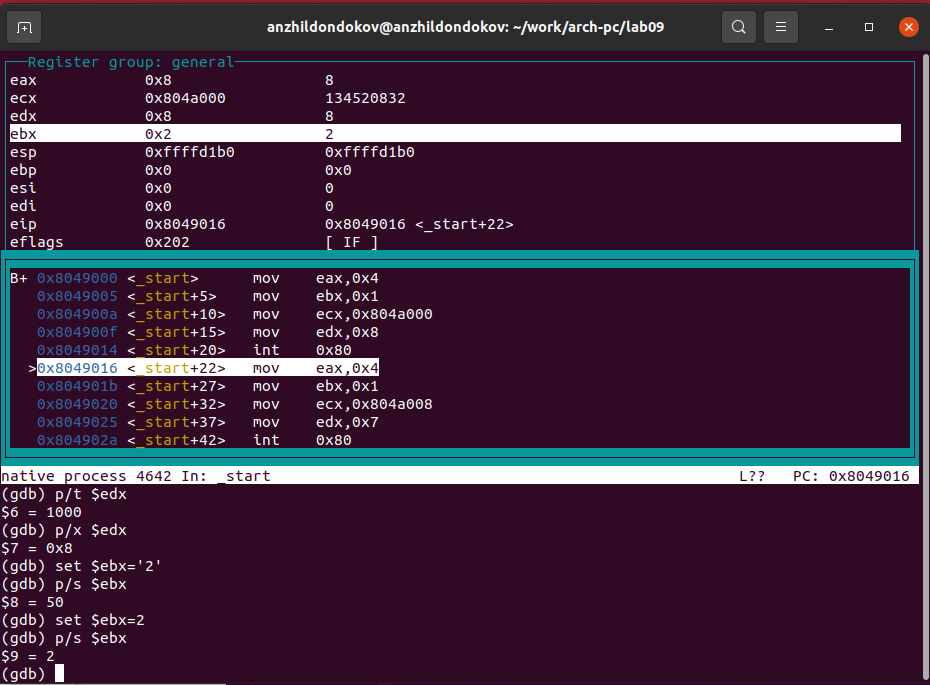 anzhildondokov@anzhildondokov: ~/work/arch-pc/lab09
Register group: general
eax 0x8 8
ecx 0x804a000 134520832
edx 0x8 8
ebx 0x2 2
esp 0xffffd1b0 0xffffd1b0
ebp 0x0 0x0
esi 0x0 0
edi 0x0 0
eip 0x8049016 0x8049016 <_start+22>
eflags 0x202 [ IF ]
B+ 0x8049000 <_start> mov eax,0x4
0x8049005 <_start+5> mov ebx,0x1
0x804900a <_start+10> mov ecx,0x804a000
0x804900f <_start+15> mov edx,0x8
0x8049014 <_start+20> int 0x80
>0x8049016 <_start+22> mov eax,0x4
0x804901b <_start+27> mov ebx,0x1
0x8049020 <_start+32> mov ecx,0x804a008
0x8049025 <_start+37> mov edx,0x7
0x804902a <_start+42> int 0x80
native process 4642 In: _start L?? PC: 0x8049016
(gdb) p/t $edx
$6 = 1000
(gdb) p/x $edx
$7 = 0x8
(gdb) set $ebx='2'
(gdb) p/s $ebx
$8 = 50
(gdb) set $ebx=2
(gdb) p/s $ebx
$9 = 2
(gdb)